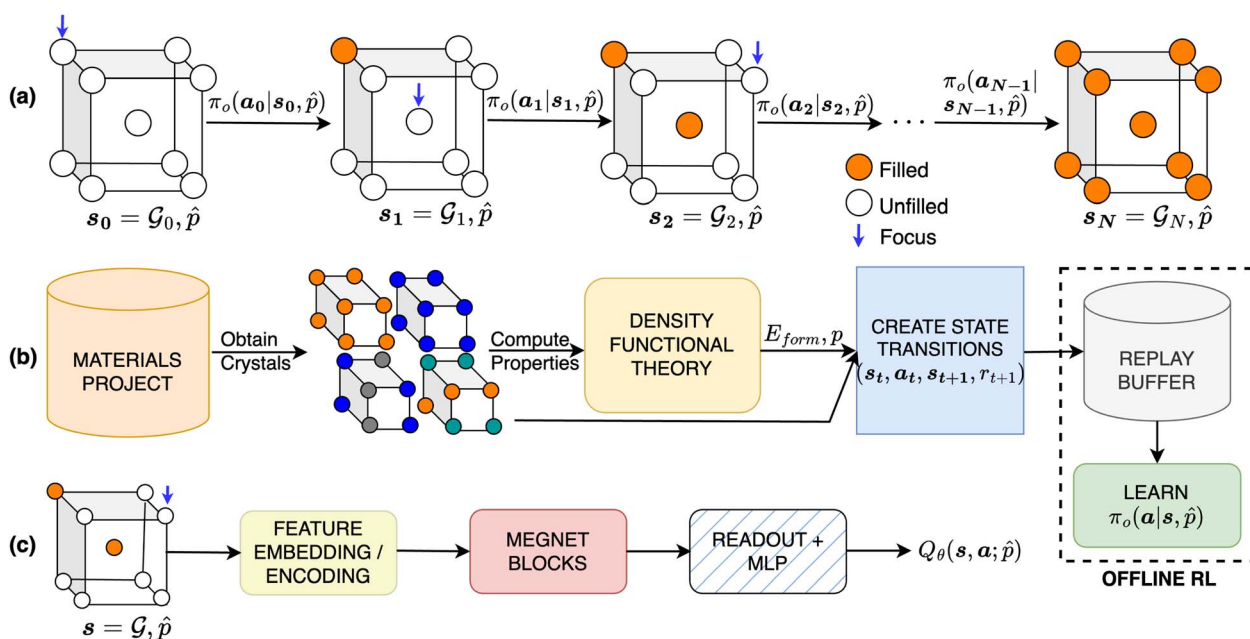 (a)
π_o(a_0|s_0, p̂)
π_o(a_1|s_1, p̂)
π_o(a_2|s_2, p̂)
· · ·
π_o(a_{N−1}|
s_{N−1}, p̂)
s_0 = 𝒢_0, p̂
s_1 = 𝒢_1, p̂
s_2 = 𝒢_2, p̂
s_N = 𝒢_N, p̂
Filled
Unfilled
Focus
(b)
MATERIALS
PROJECT
Obtain
Crystals
Compute
Properties
DENSITY
FUNCTIONAL
THEORY
E_{form}, p
CREATE STATE
TRANSITIONS
(s_t, a_t, s_{t+1}, r_{t+1})
REPLAY
BUFFER
LEARN
π_o(a|s, p̂)
OFFLINE RL
(c)
s = 𝒢, p̂
FEATURE
EMBEDDING /
ENCODING
MEGNET
BLOCKS
READOUT +
MLP
Q_θ(s, a; p̂)